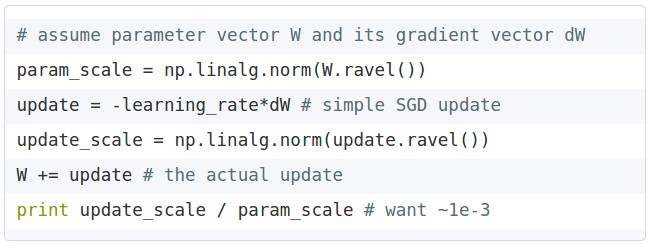 # assume parameter vector W and its gradient vector dW
param_scale = np.linalg.norm(W.ravel())
update = -learning_rate*dW # simple SGD update
update_scale = np.linalg.norm(update.ravel())
W += update # the actual update
print update_scale / param_scale # want ~1e-3